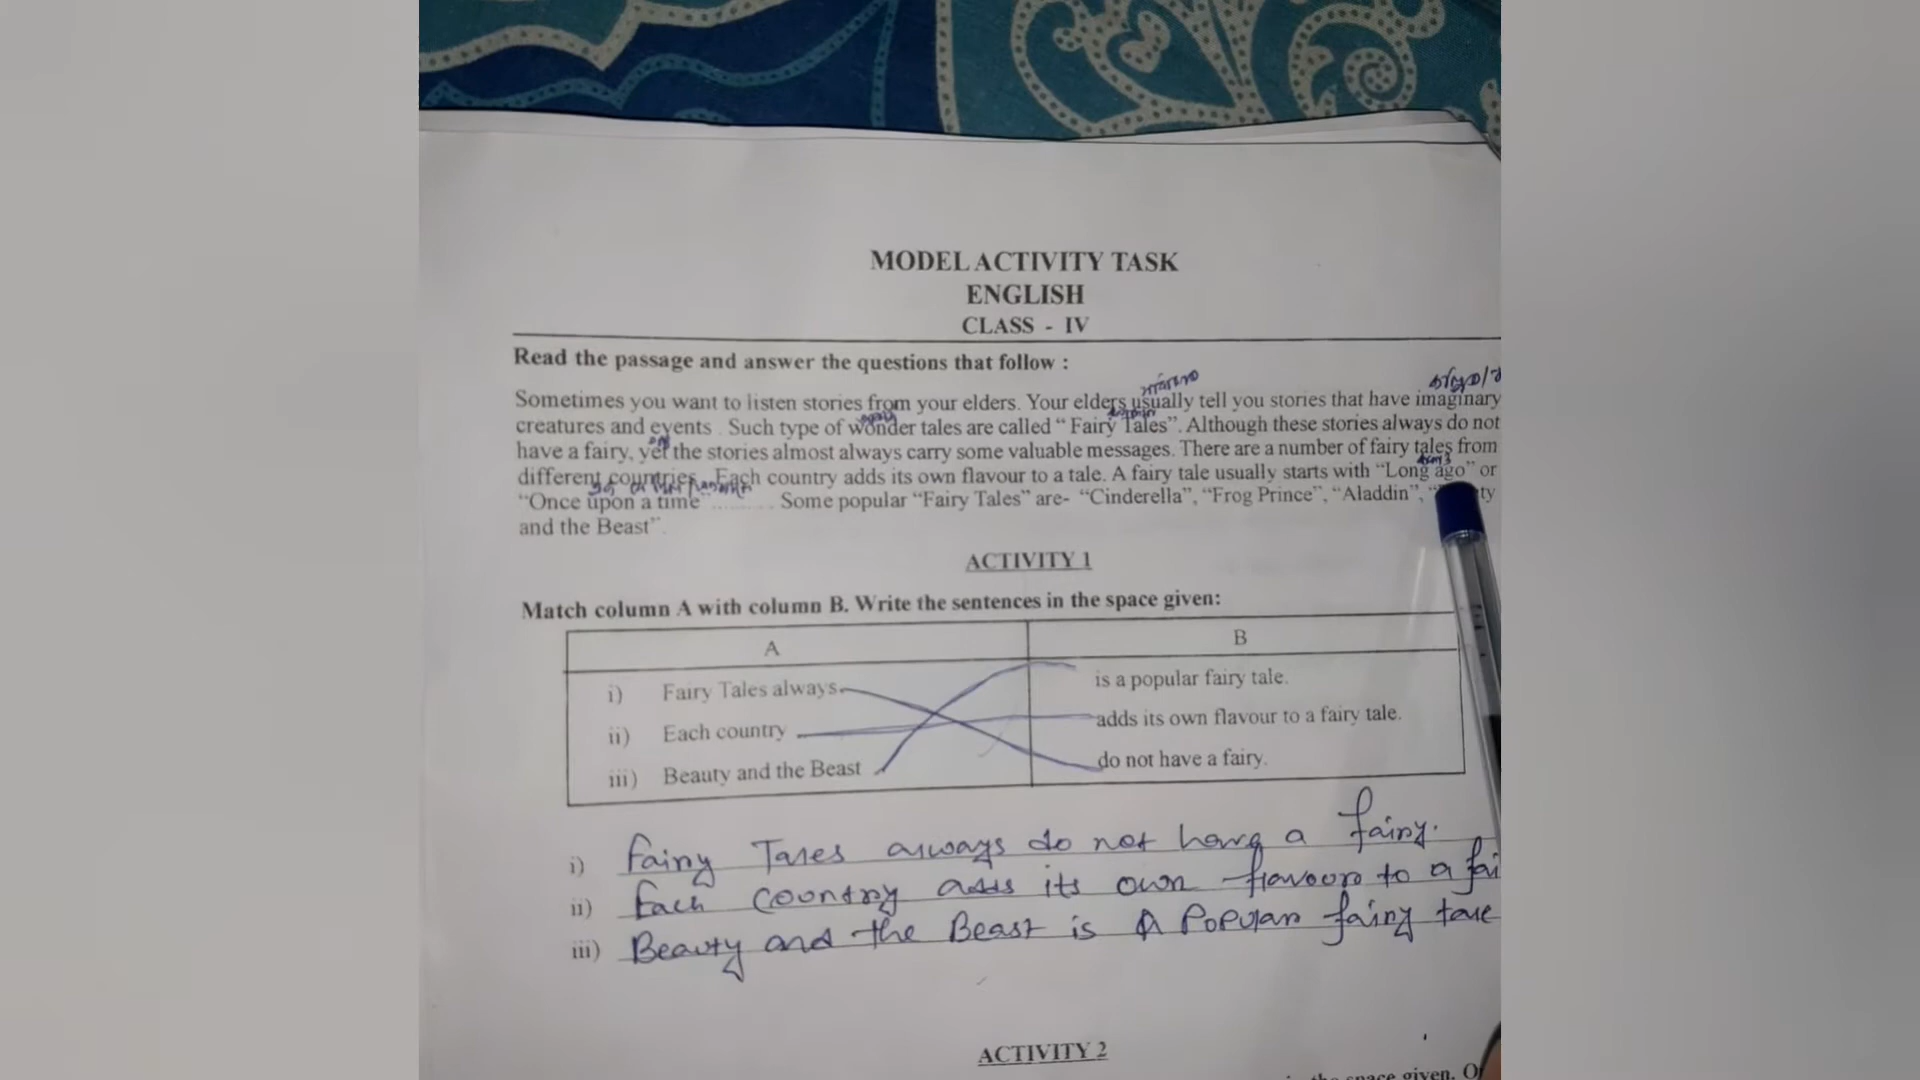 MODEL ACTIVITY TASK
ENGLISH
CLASS - IV
Read the passage and answer the questions that follow :
Sometimes you want to listen stories from your elders. Your elders usually tell you stories that have imaginary
creatures and events . Such type of wonder tales are called “ Fairy Tales”. Although these stories always do not
have a fairy, yet the stories almost always carry some valuable messages. There are a number of fairy tales from
different countries. Each country adds its own flavour to a tale. A fairy tale usually starts with “Long ago” or
“Once upon a time” ......... Some popular “Fairy Tales” are- “Cinderella”, “Frog Prince”, “Aladdin”,
and the Beast”.
ACTIVITY 1
Match column A with column B. Write the sentences in the space given:
A B
i) Fairy Tales always is a popular fairy tale.
ii) Each country adds its own flavour to a fairy tale.
iii) Beauty and the Beast do not have a fairy.
i) Fairy Tales always do not have a fairy.
ii) Each country adds its own flavour to a fai
iii) Beauty and the Beast is A Popular fairy tale
ACTIVITY 2
space given.